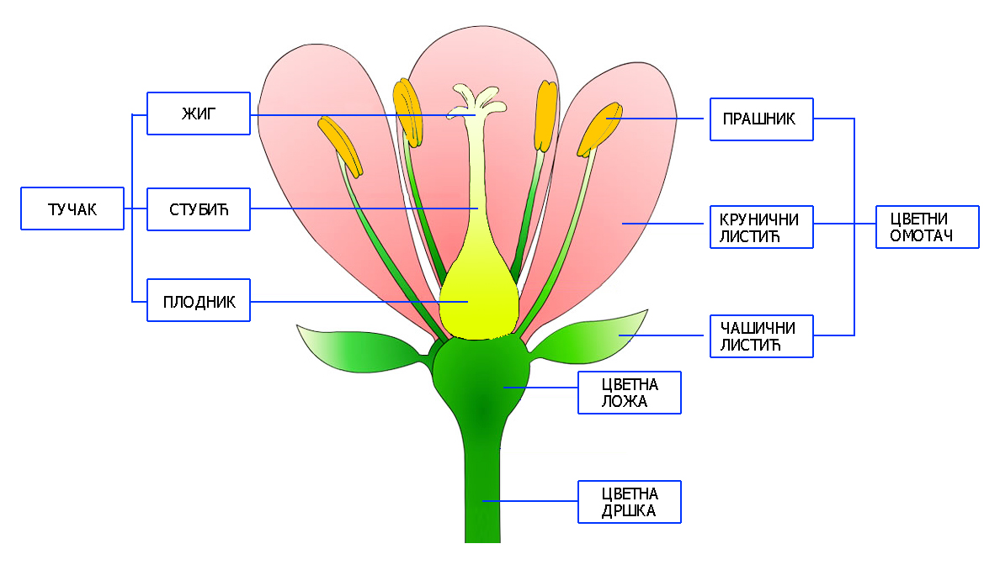 ЖИГ
ПРАШНИК
ТУЧАК
СТУБИЋ
КРУНИЧНИ
ЛИСТИЋ
ЦВЕТНИ
ОМОТАЧ
ПЛОДНИК
ЧАШИЧНИ
ЛИСТИЋ
ЦВЕТНА
ЛОЖА
ЦВЕТНА
ДРШКА